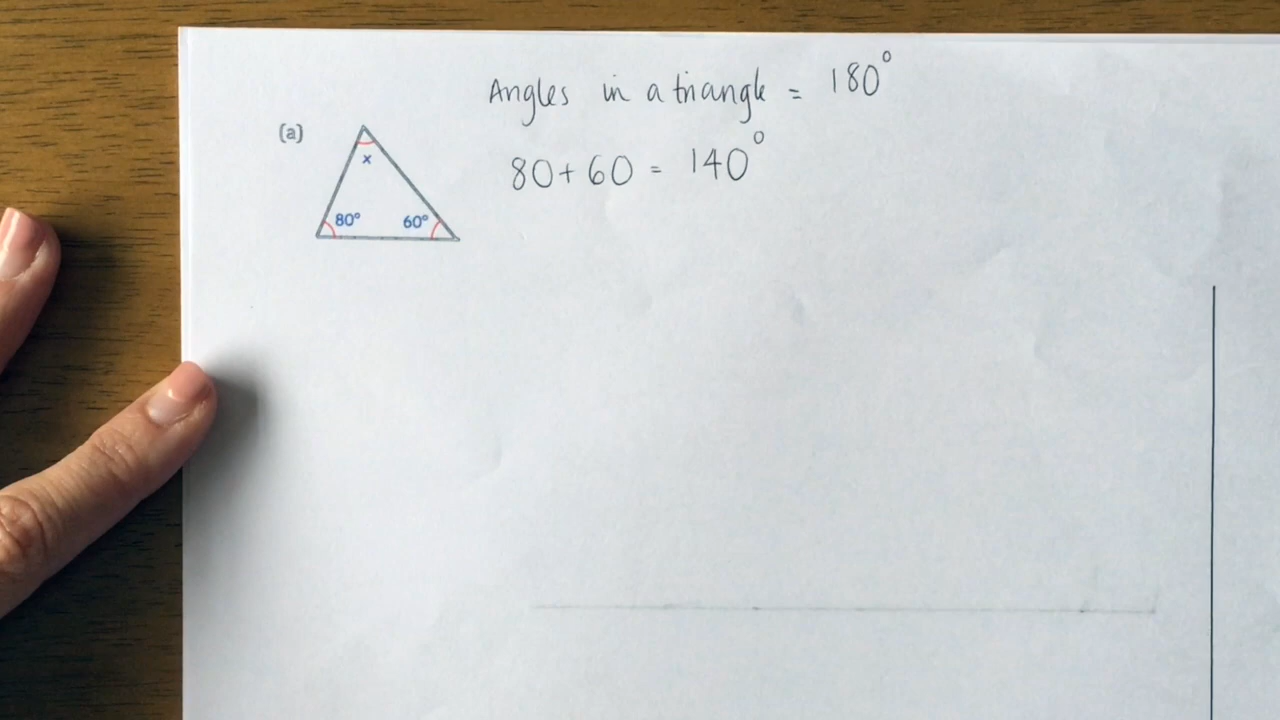 Angles in a triangle = 180°
(a)
x
80+60 = 140°
80° 60°